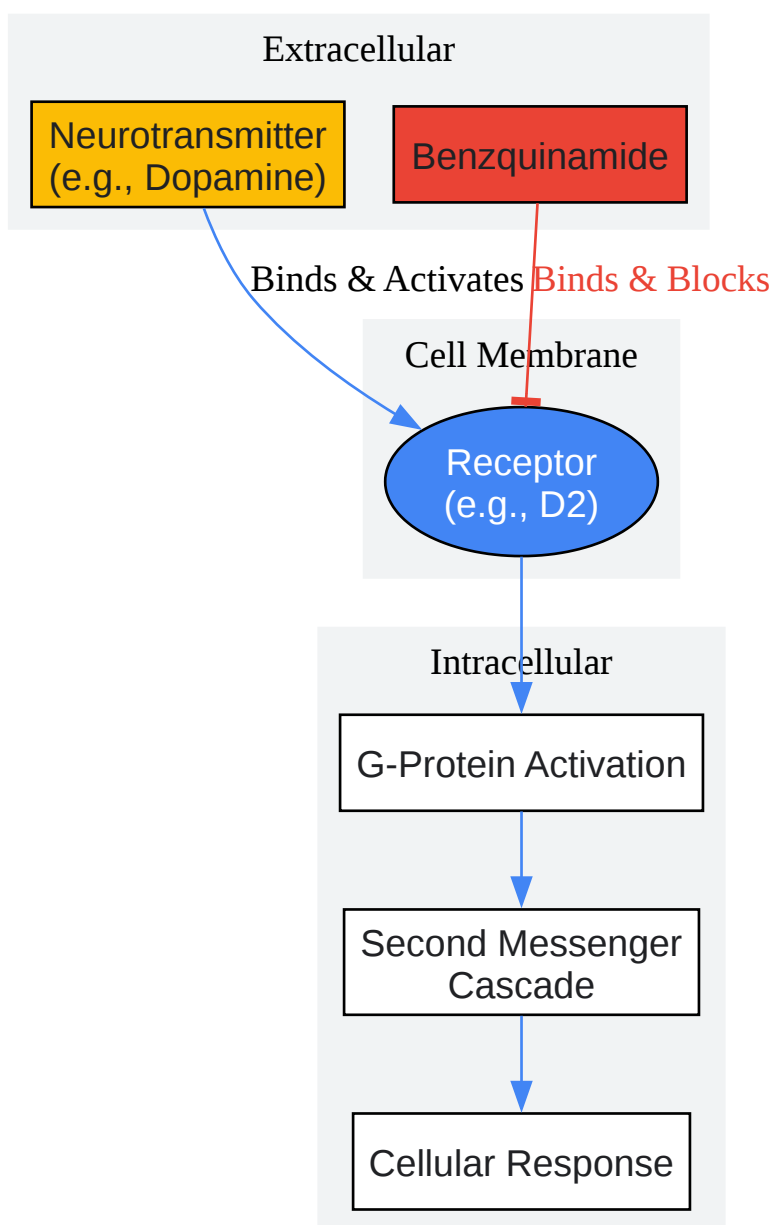 Extracellular
Neurotransmitter
(e.g., Dopamine)
Benzquinamide
Binds & Activates
Binds & Blocks
Cell Membrane
Receptor
(e.g., D2)
Intracellular
G-Protein Activation
Second Messenger
Cascade
Cellular Response